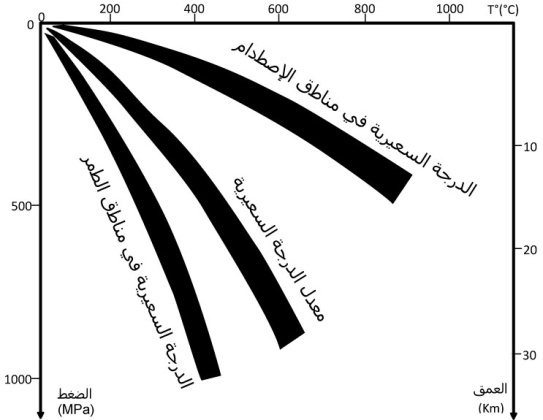 0 200 400 600 800 1000 T°(°C)
0
500
1000
10
20
30
الدرجة السعيرية في مناطق الإصطدام
معدل الدرجة السعيرية
الدرجة السعيرية في مناطق الطمر
الضغط
(MPa)
العمق
(Km)